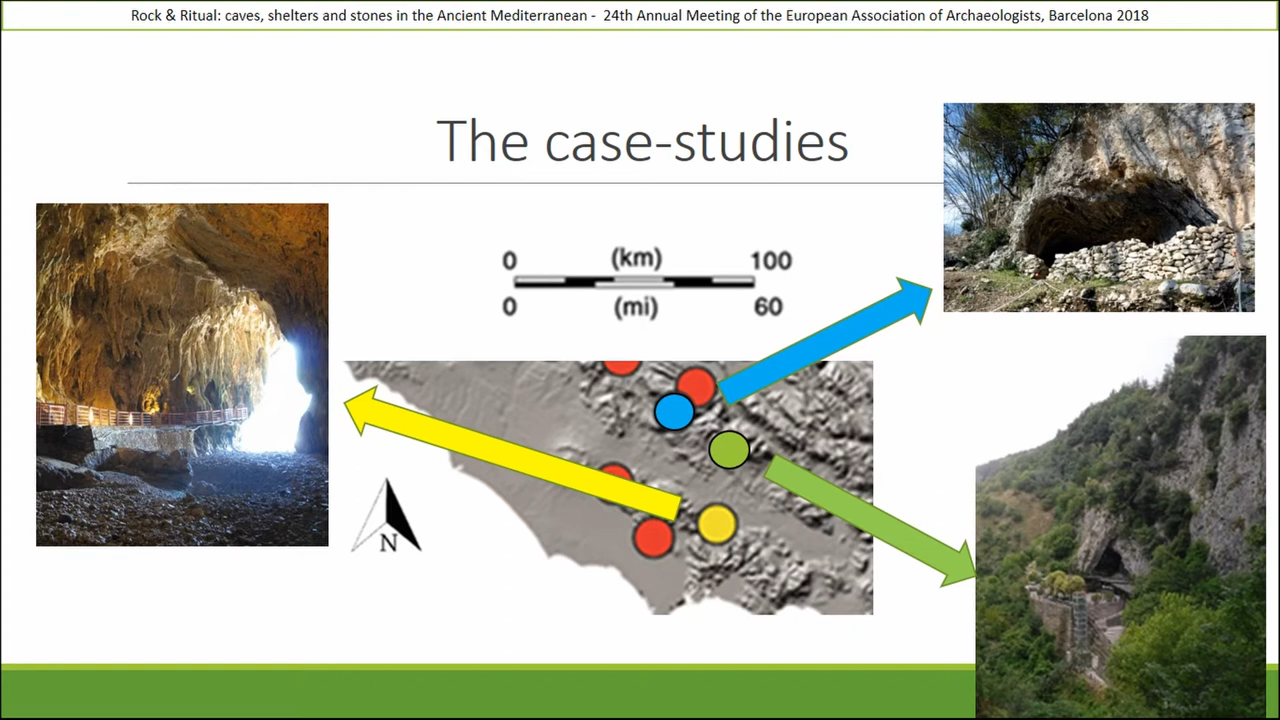 Rock & Ritual: caves, shelters and stones in the Ancient Mediterranean - 24th Annual Meeting of the European Association of Archaeologists, Barcelona 2018
The case-studies
0 (km) 100
0 (mi) 60
N